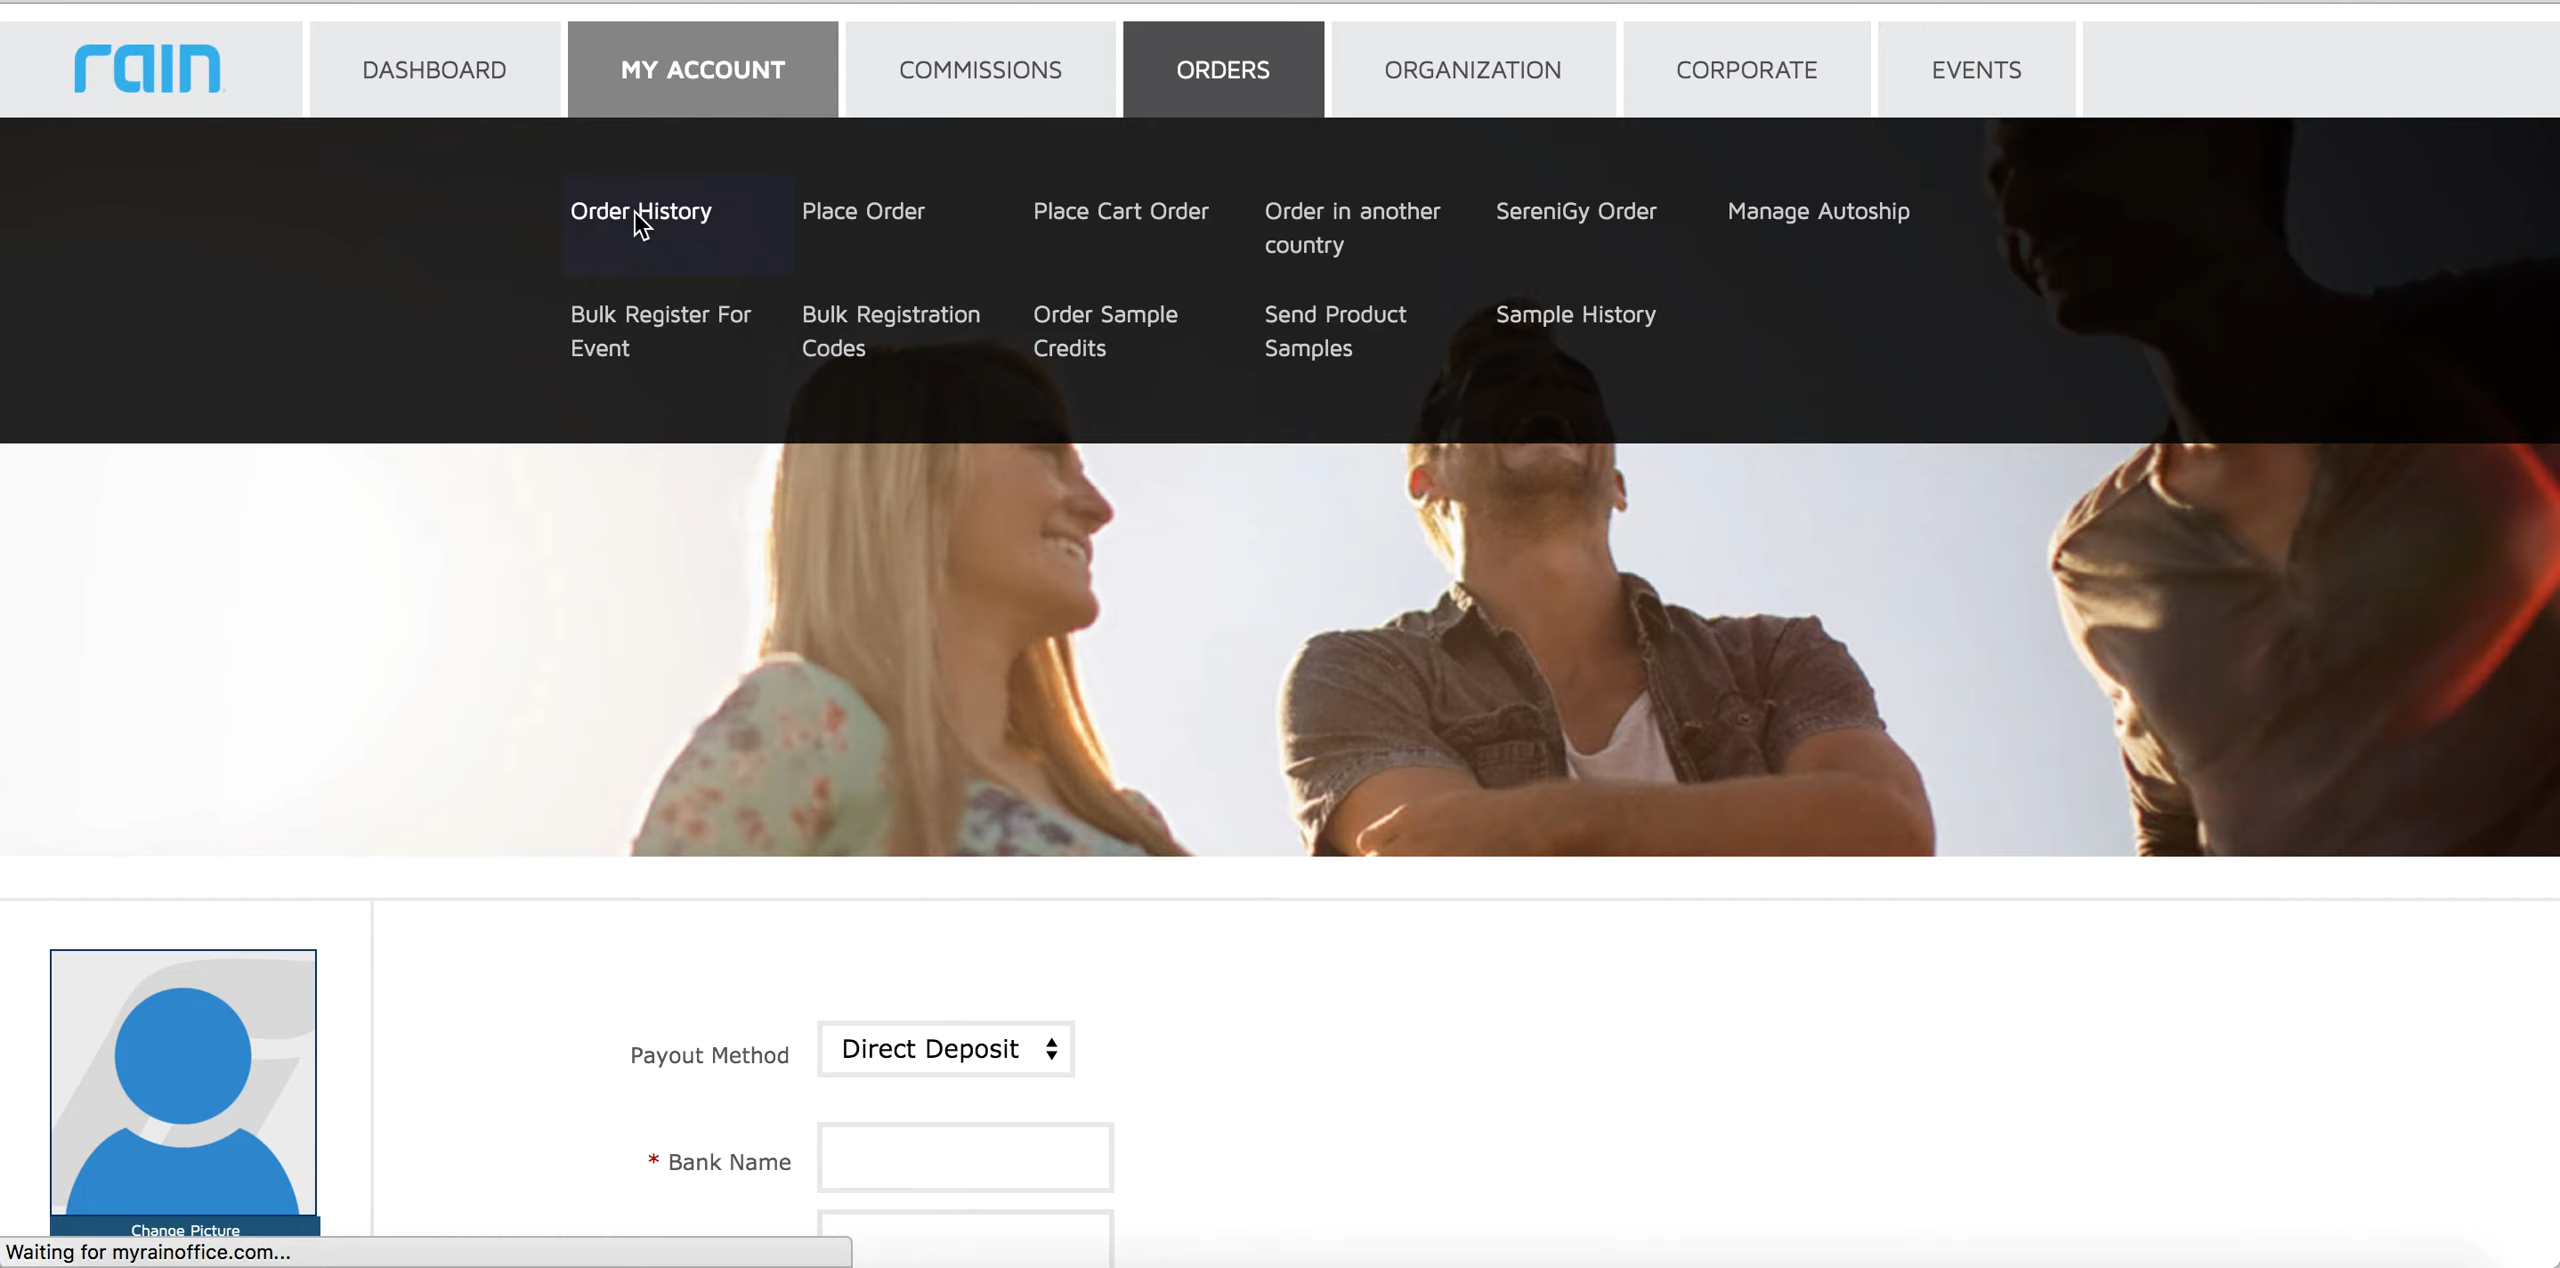 rain
DASHBOARD
MY ACCOUNT
COMMISSIONS
ORDERS
ORGANIZATION
CORPORATE
EVENTS
Order History
Place Order
Place Cart Order
Order in another
country
SereniGy Order
Manage Autoship
Bulk Register For
Event
Bulk Registration
Codes
Order Sample
Credits
Send Product
Samples
Sample History
Payout Method
Direct Deposit
* Bank Name
Change Picture
Waiting for myrainoffice.com...